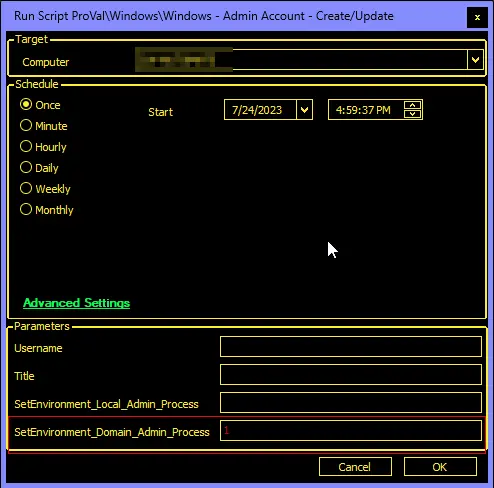 Run Script ProVal\Windows\Windows - Admin Account - Create/Update
x
Target
Computer
Schedule
Once
Start
7/24/2023
4:59:37 PM
Minute
Hourly
Daily
Weekly
Monthly
Advanced Settings
Parameters
Username
Title
SetEnvironment_Local_Admin_Process
SetEnvironment_Domain_Admin_Process
1
Cancel
OK